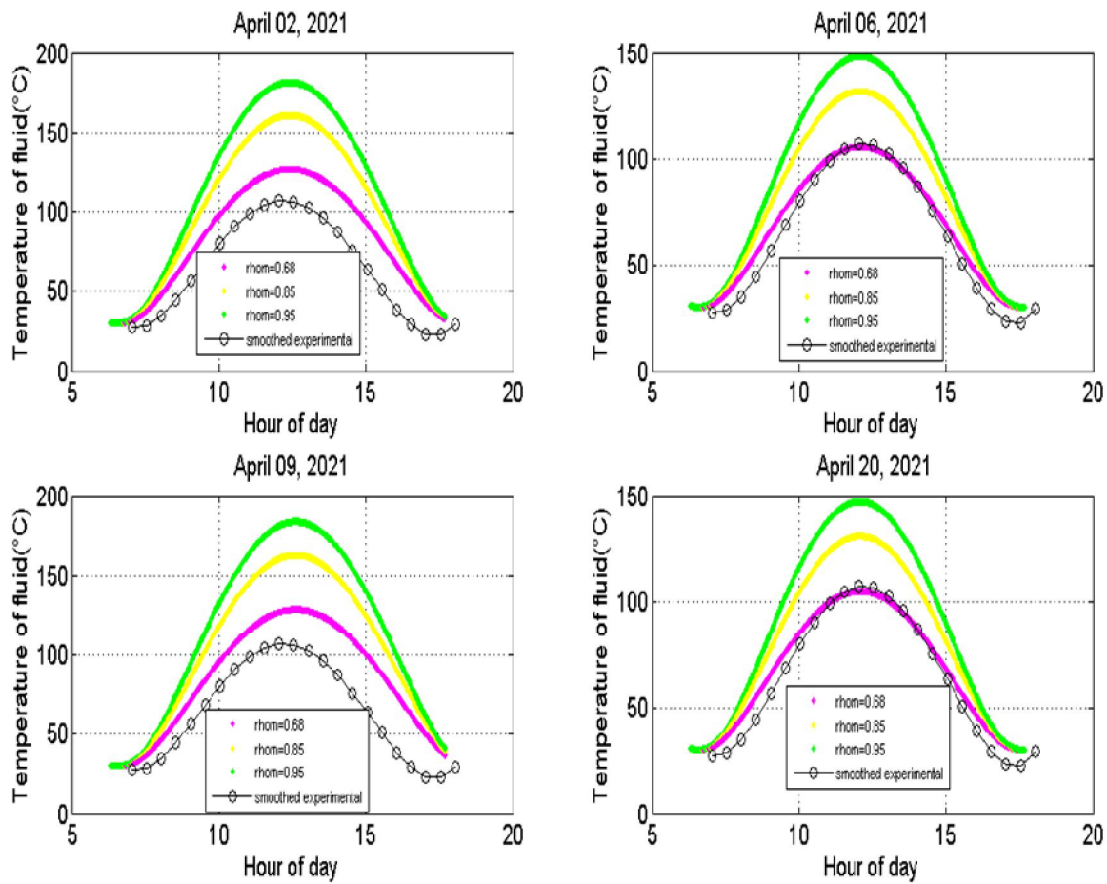 April 02, 2021
Temperature of fluid(°C)
200
150
100
50
0
rhom=0.68
rhom=0.85
rhom=0.95
smoothed experimental
5 10 15 20
Hour of day
April 06, 2021
Temperature of fluid(°C)
150
100
50
0
rhom=0.68
rhom=0.85
rhom=0.95
smoothed experimental
5 10 15 20
Hour of day
April 09, 2021
Temperature of fluid(°C)
200
150
100
50
0
rhom=0.68
rhom=0.85
rhom=0.95
smoothed experimental
5 10 15 20
Hour of day
April 20, 2021
Temperature of fluid(°C)
150
100
50
0
rhom=0.68
rhom=0.85
rhom=0.95
smoothed experimental
5 10 15 20
Hour of day